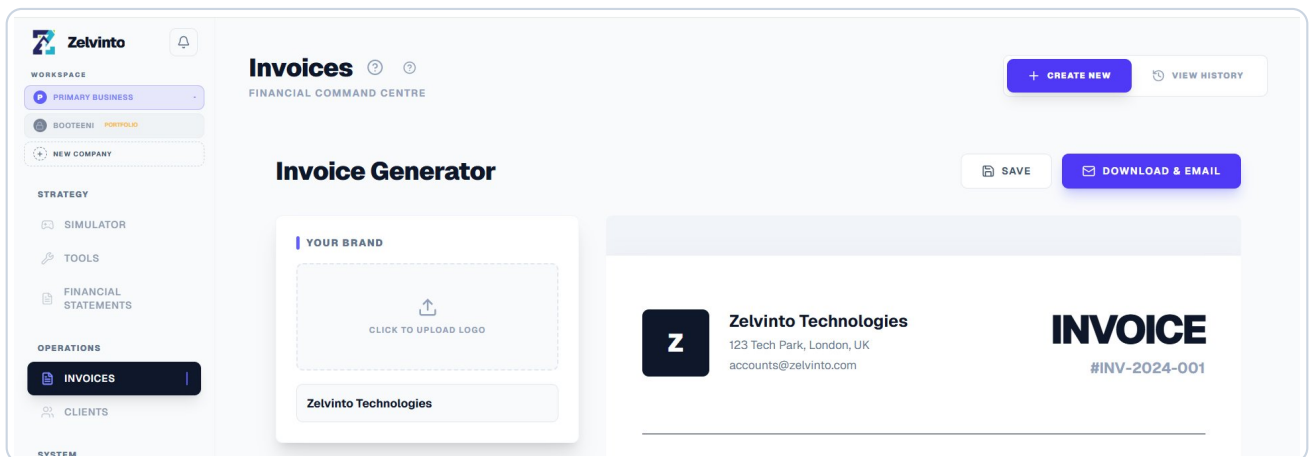 Zelvinto
WORKSPACE
P PRIMARY BUSINESS
BOOTEENI PORTFOLIO
NEW COMPANY
STRATEGY
SIMULATOR
TOOLS
FINANCIAL
STATEMENTS
OPERATIONS
INVOICES
CLIENTS
SYSTEM
Invoices ? ?
FINANCIAL COMMAND CENTRE
+ CREATE NEW
VIEW HISTORY
Invoice Generator
SAVE
DOWNLOAD & EMAIL
YOUR BRAND
CLICK TO UPLOAD LOGO
Zelvinto Technologies
Z
Zelvinto Technologies
123 Tech Park, London, UK
accounts@zelvinto.com
INVOICE
#INV-2024-001